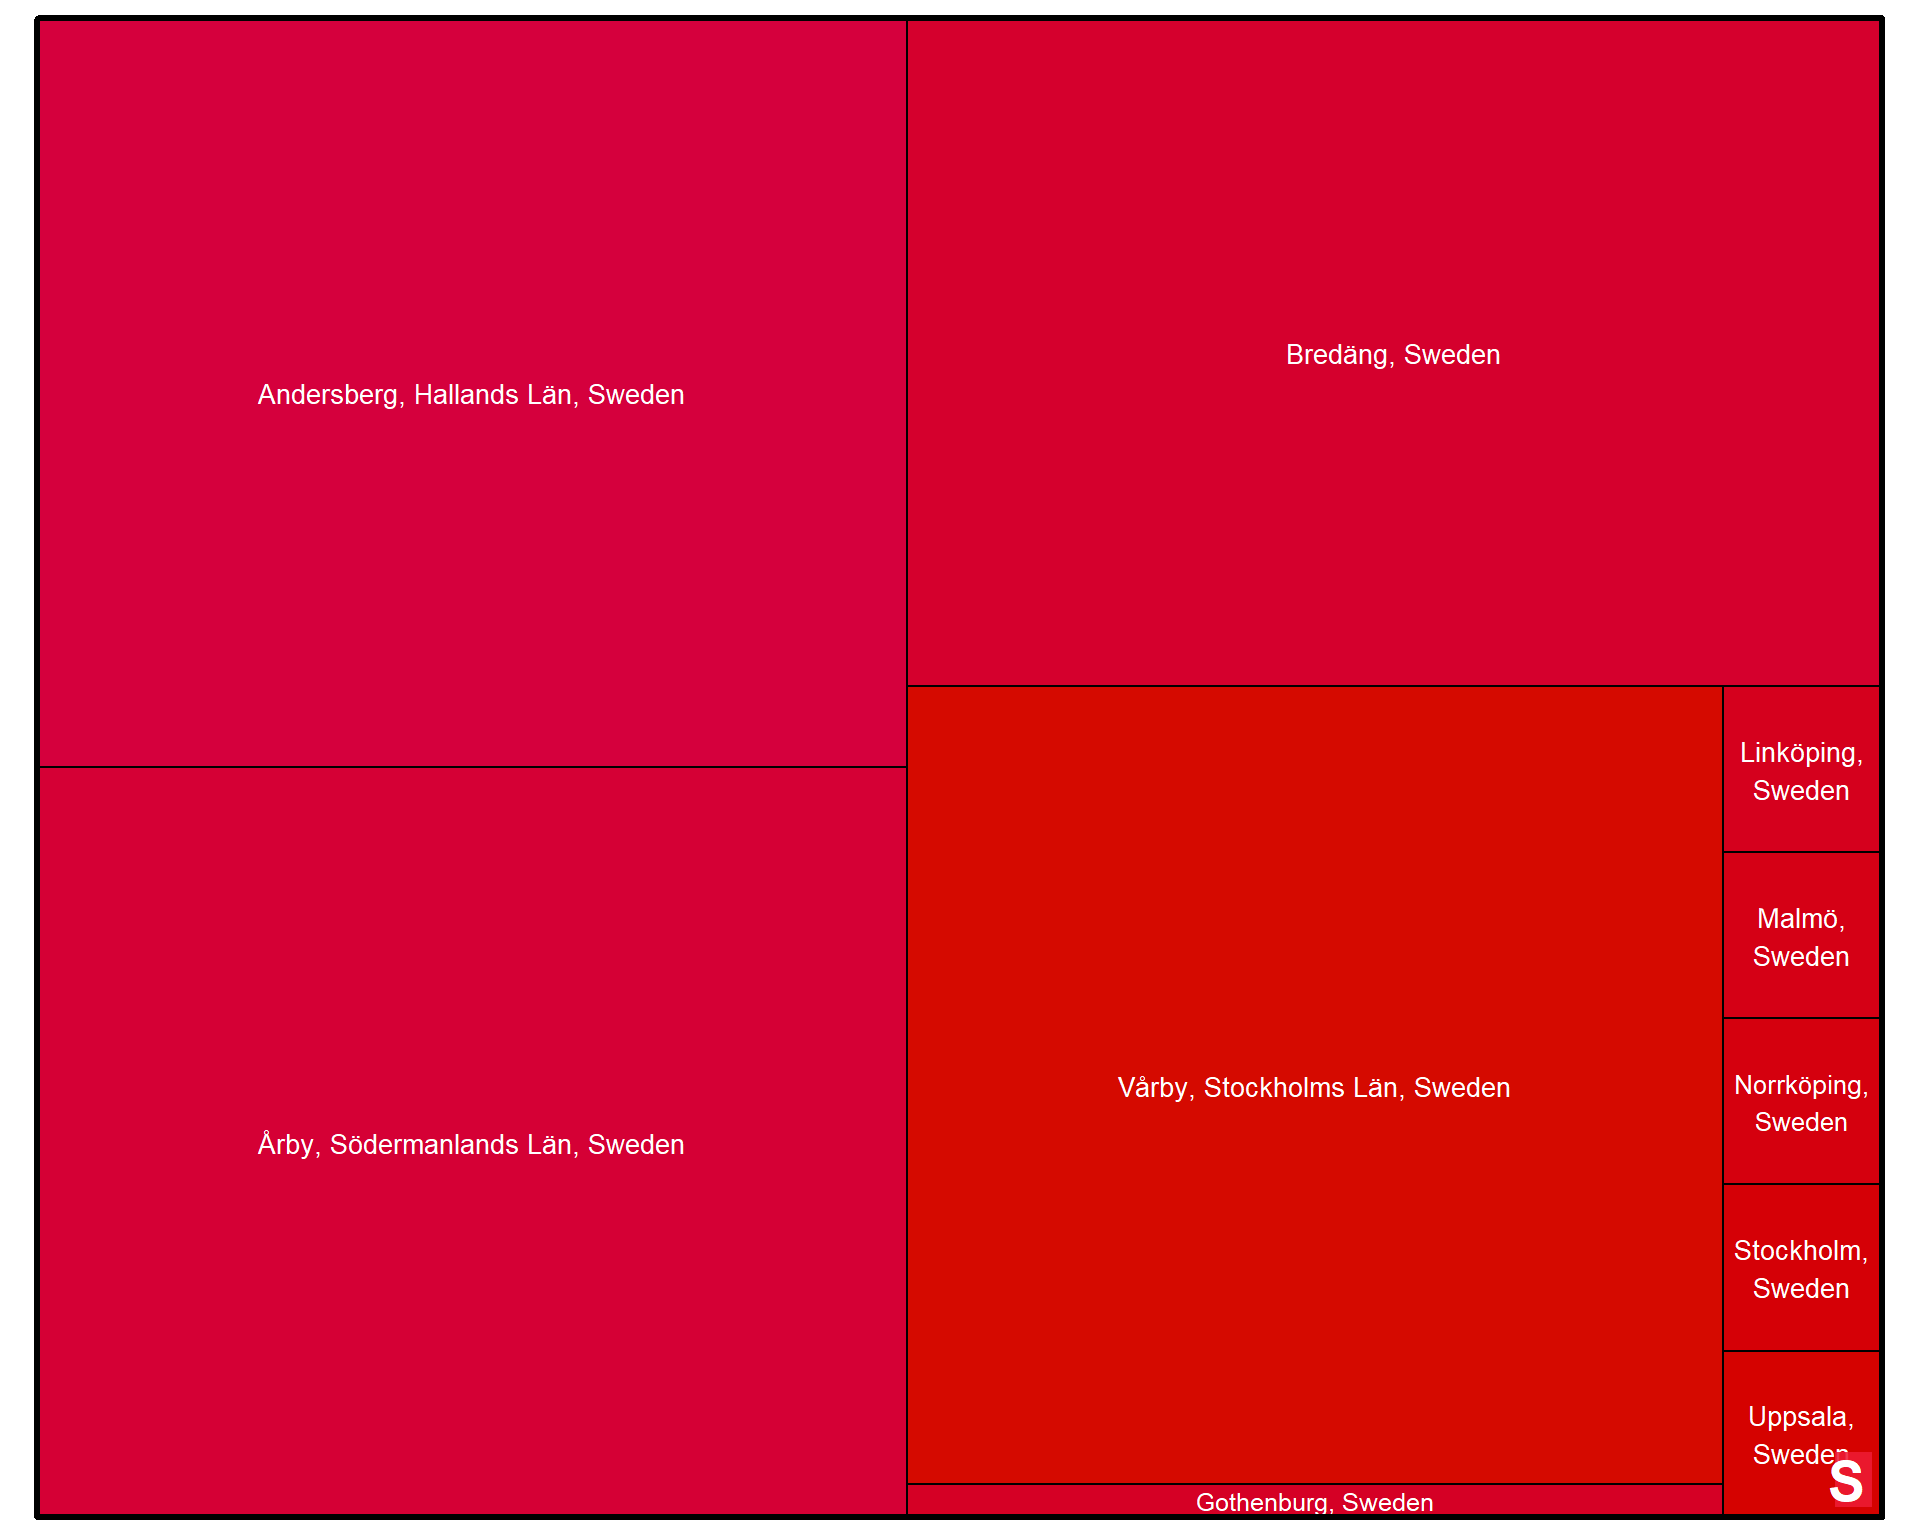 Andersberg, Hallands Län, Sweden
Bredäng, Sweden
Årby, Södermanlands Län, Sweden
Vårby, Stockholms Län, Sweden
Linköping,
Sweden
Malmö,
Sweden
Norrköping,
Sweden
Stockholm,
Sweden
Uppsala,
Sweden
S
Gothenburg, Sweden